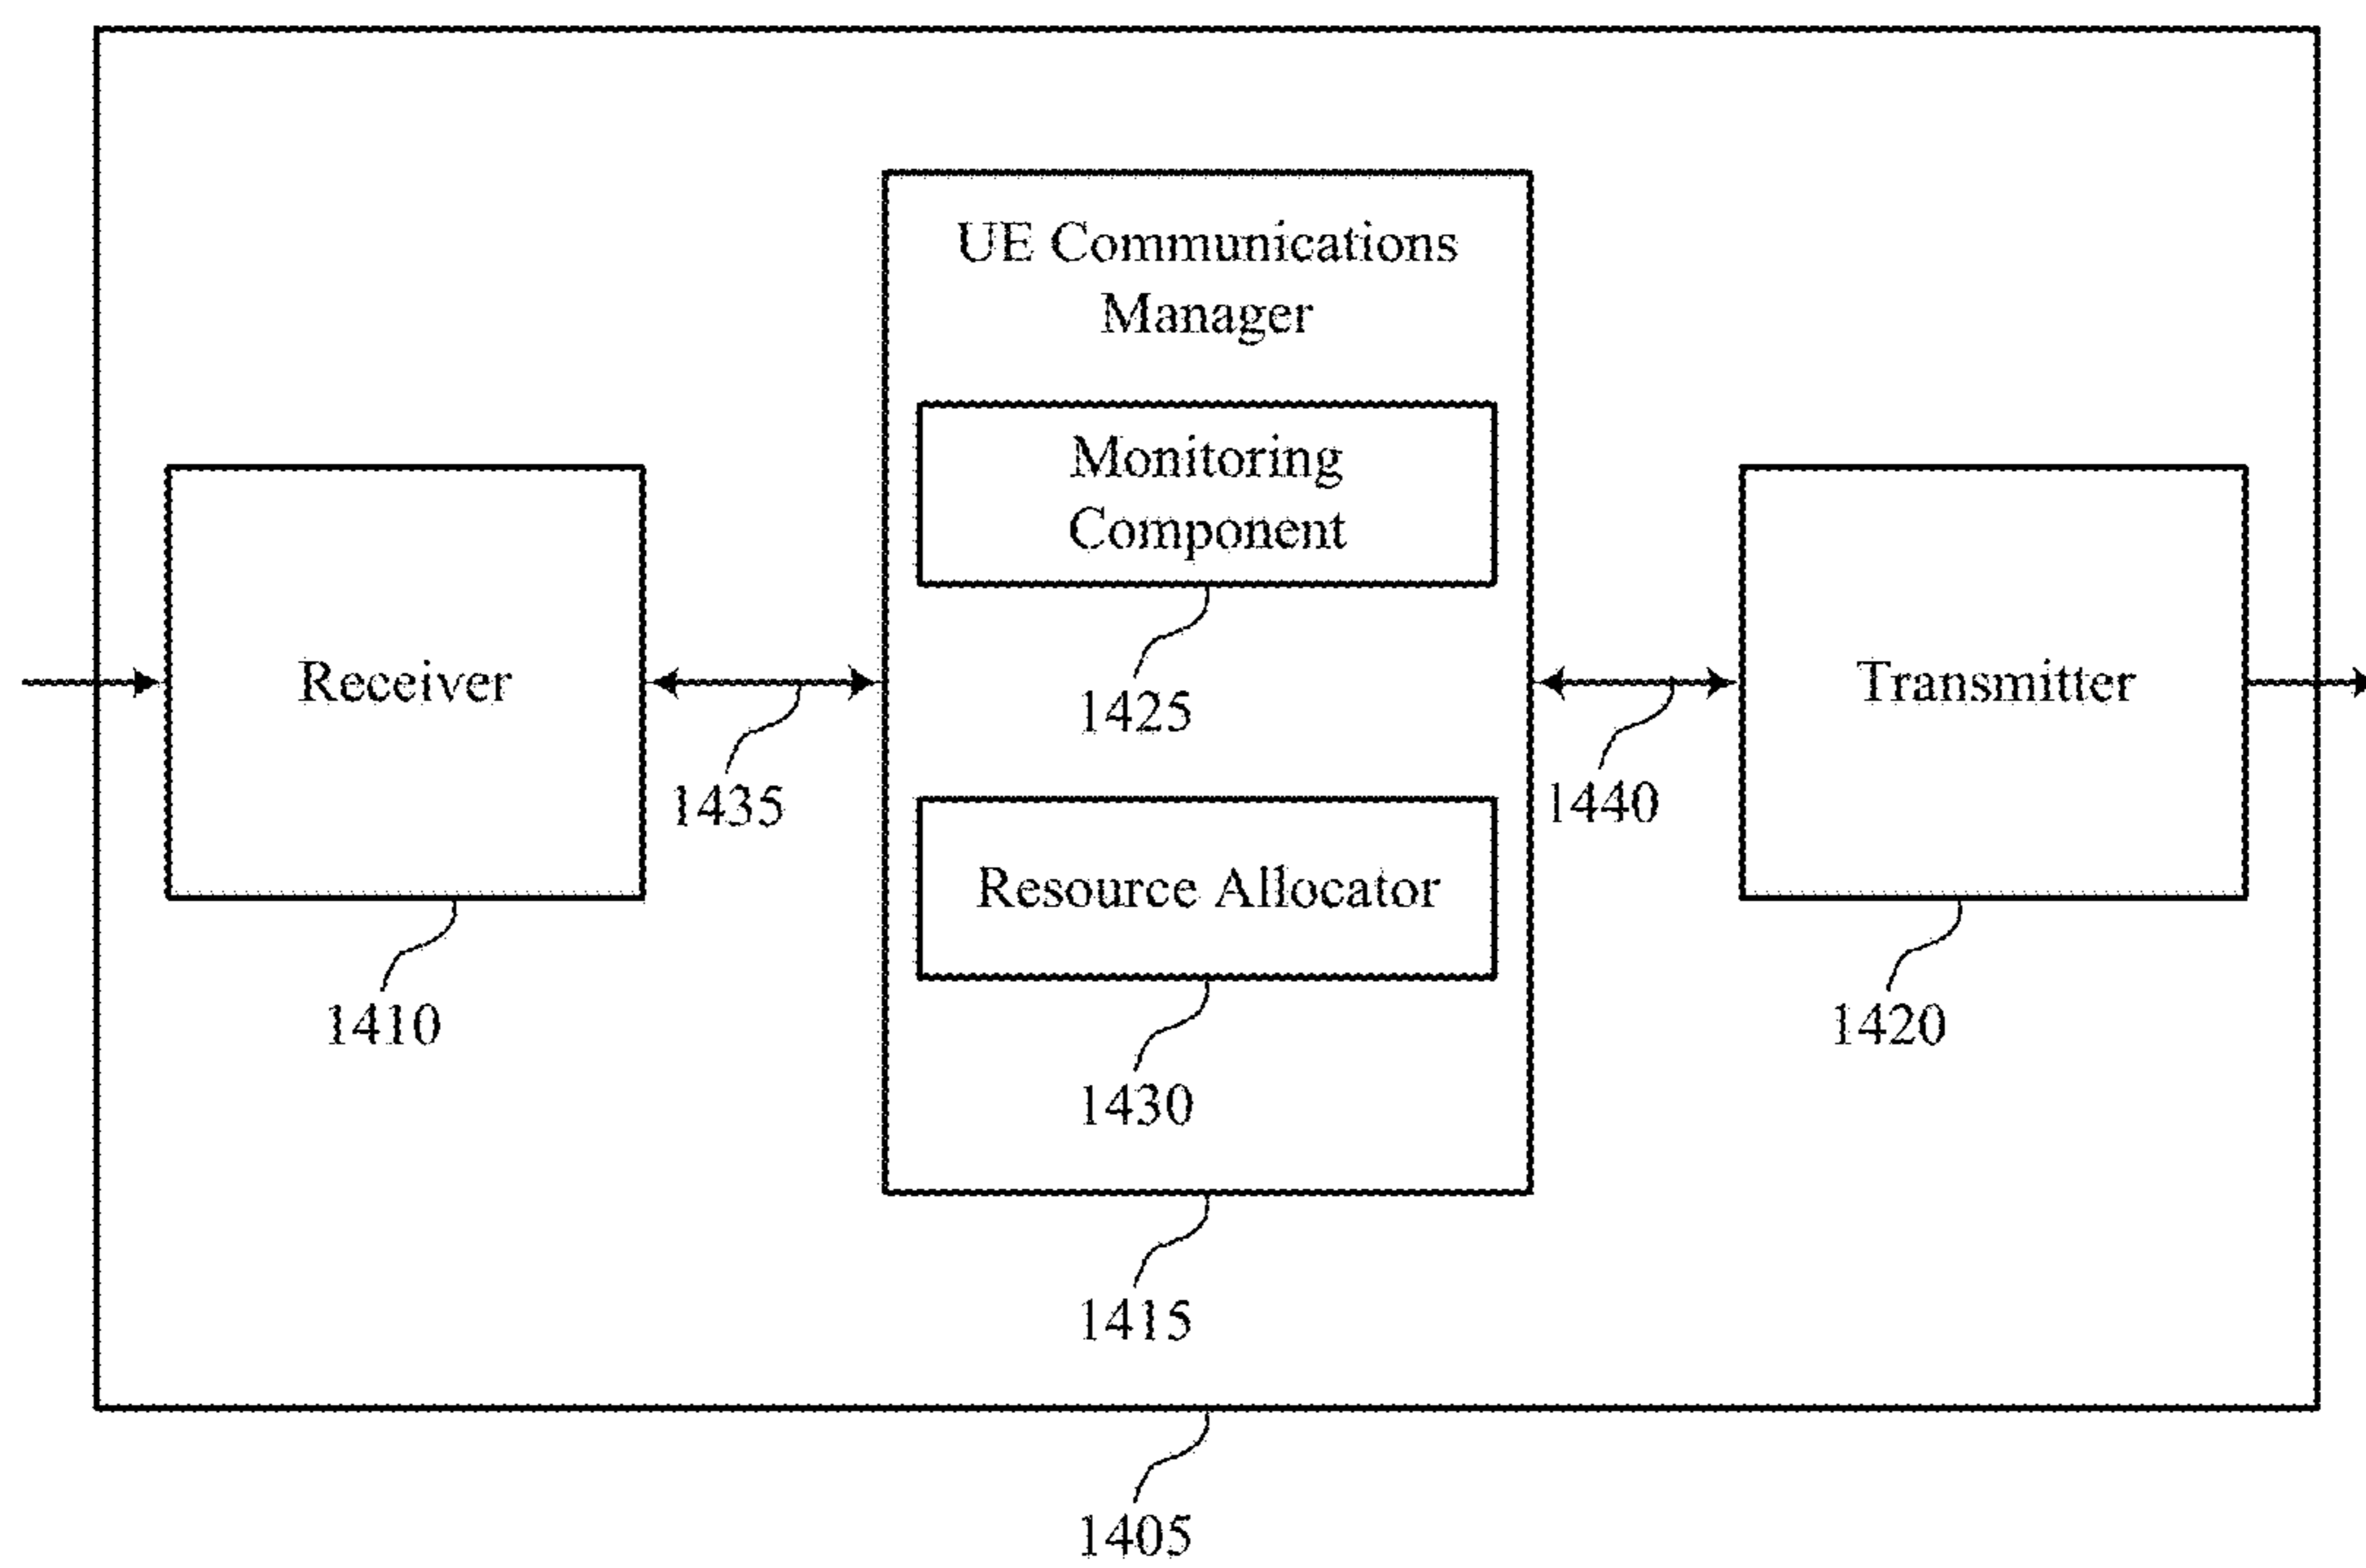 UE Communications
Manager
Monitoring
Component
1425
Receiver
1435
1440
Transmitter
Resource Allocator
1410
1430
1420
1415
1405